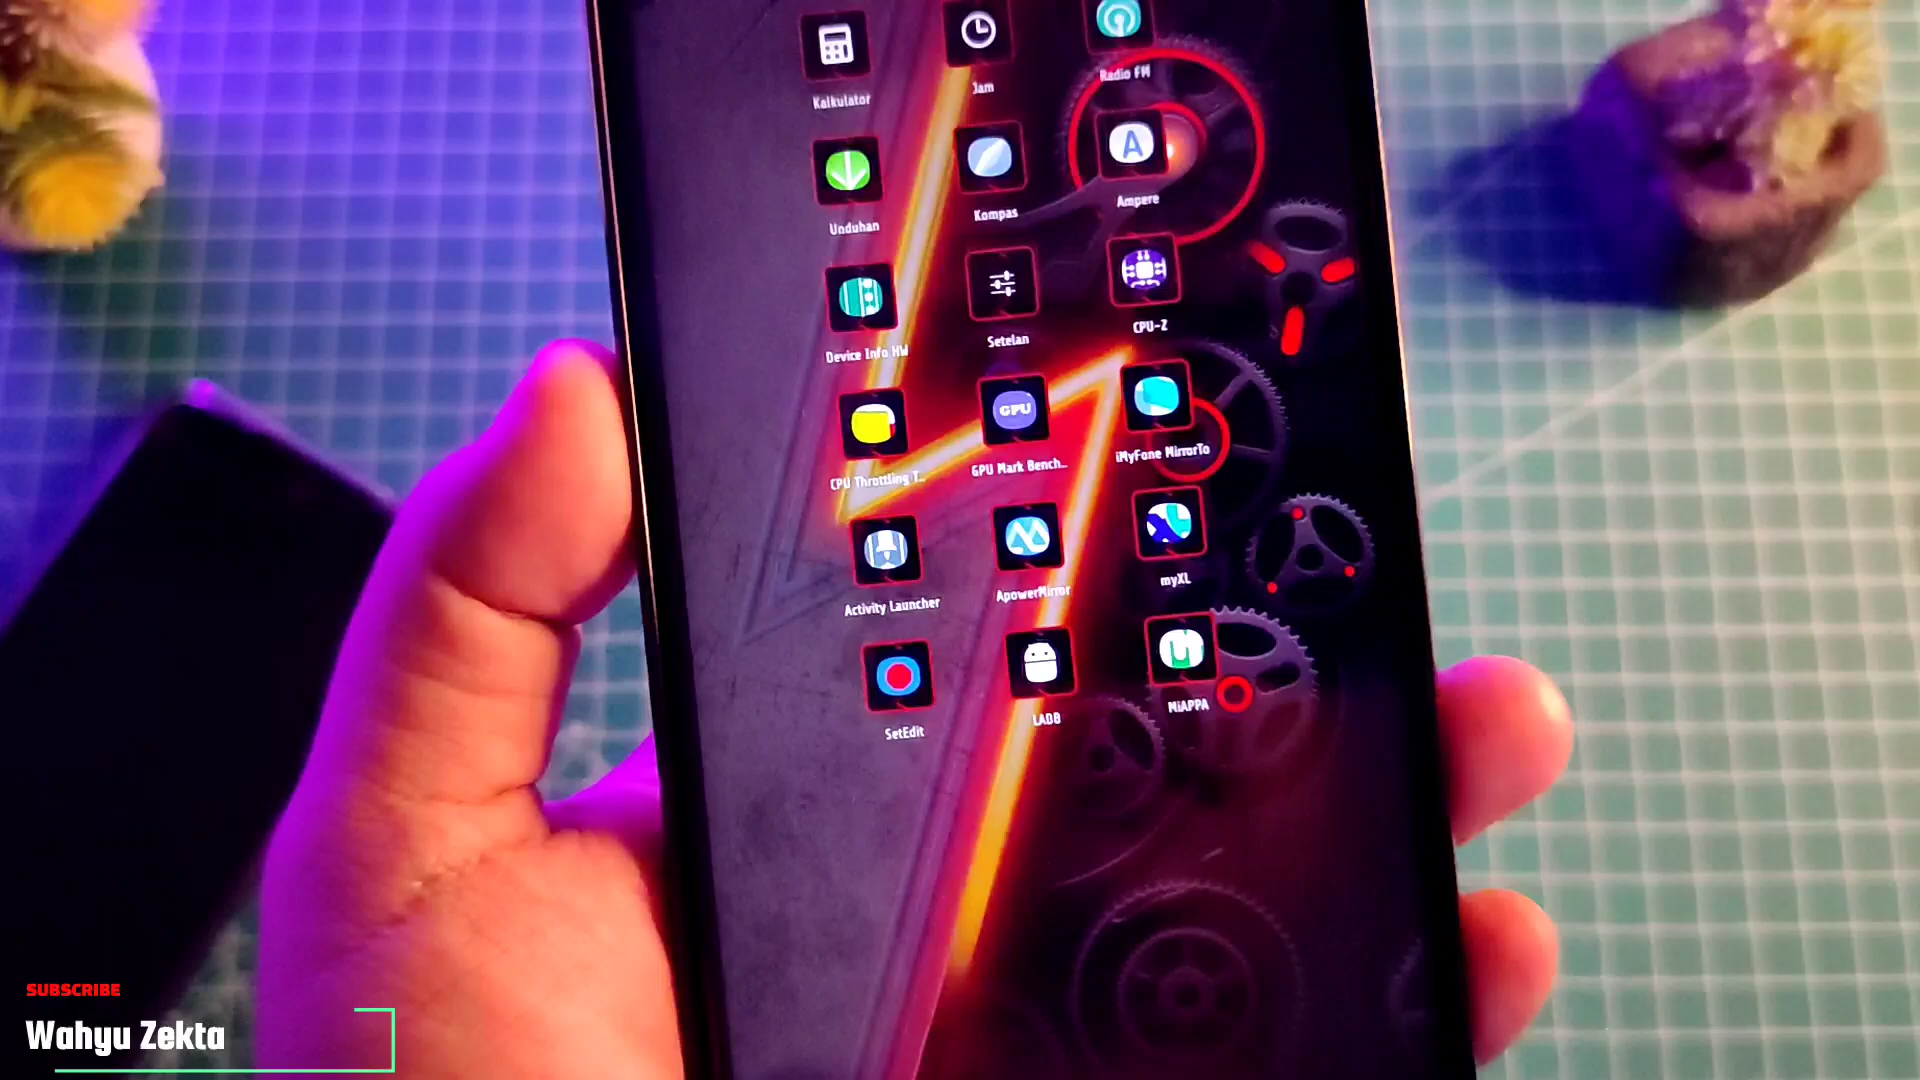 Kalkulator
Jam
Radio FM
Unduhan
Kompas
A
Ampere
Device Info HW
Setelan
CPU-Z
CPU Throttling T...
GPU
GPU Mark Bench...
iMyFone MirrorTo
Activity Launcher
ApowerMirror
myXL
SetEdit
LADB
MiAPPA
SUBSCRIBE
Wahyu Zekta